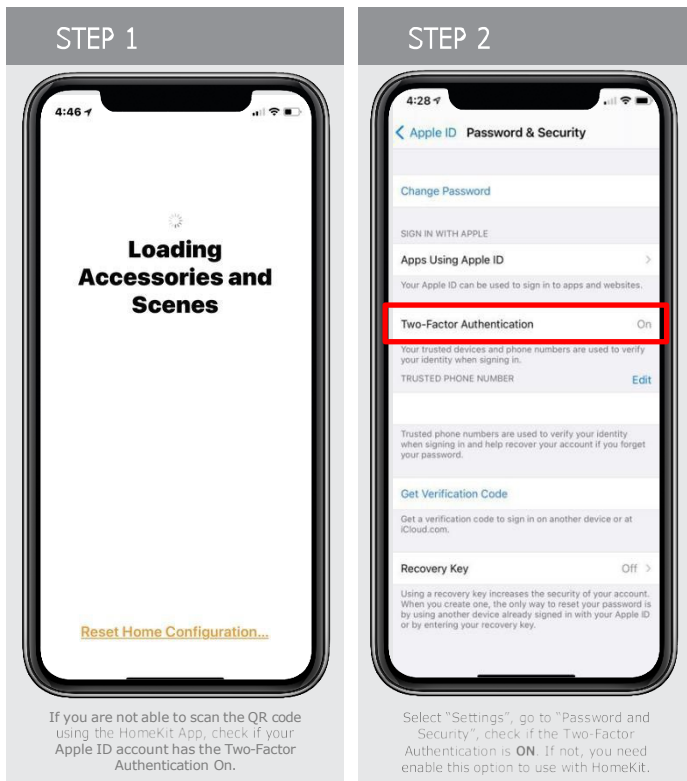 STEP 1
4:46
Loading
Accessories and
Scenes
Reset Home Configuration...
If you are not able to scan the QR code
using the HomeKit App, check if your
Apple ID account has the Two-Factor
Authentication On.
STEP 2
4:28
Apple ID Password & Security
Change Password
SIGN IN WITH APPLE
Apps Using Apple ID
Your Apple ID can be used to sign in to apps and websites.
Two-Factor Authentication On
Your trusted devices and phone numbers are used to verify
your identity when signing in.
TRUSTED PHONE NUMBER Edit
Trusted phone numbers are used to verify your identity
when signing in and help recover your account if you forget
your password.
Get Verification Code
Get a verification code to sign in on another device or at
iCloud.com.
Recovery Key Off
Using a recovery key increases the security of your account.
When you create one, the only way to reset your password is
by using another device already signed in with your Apple ID
or by entering your recovery key.
Select "Settings", go to "Password and
Security", check if the Two-Factor
Authentication is ON. If not, you need
enable this option to use with HomeKit.